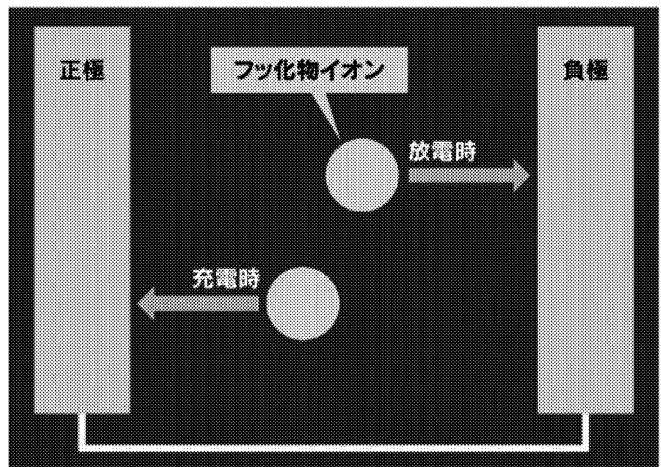 正極
フッ化物イオン
負極
放電時
充電時